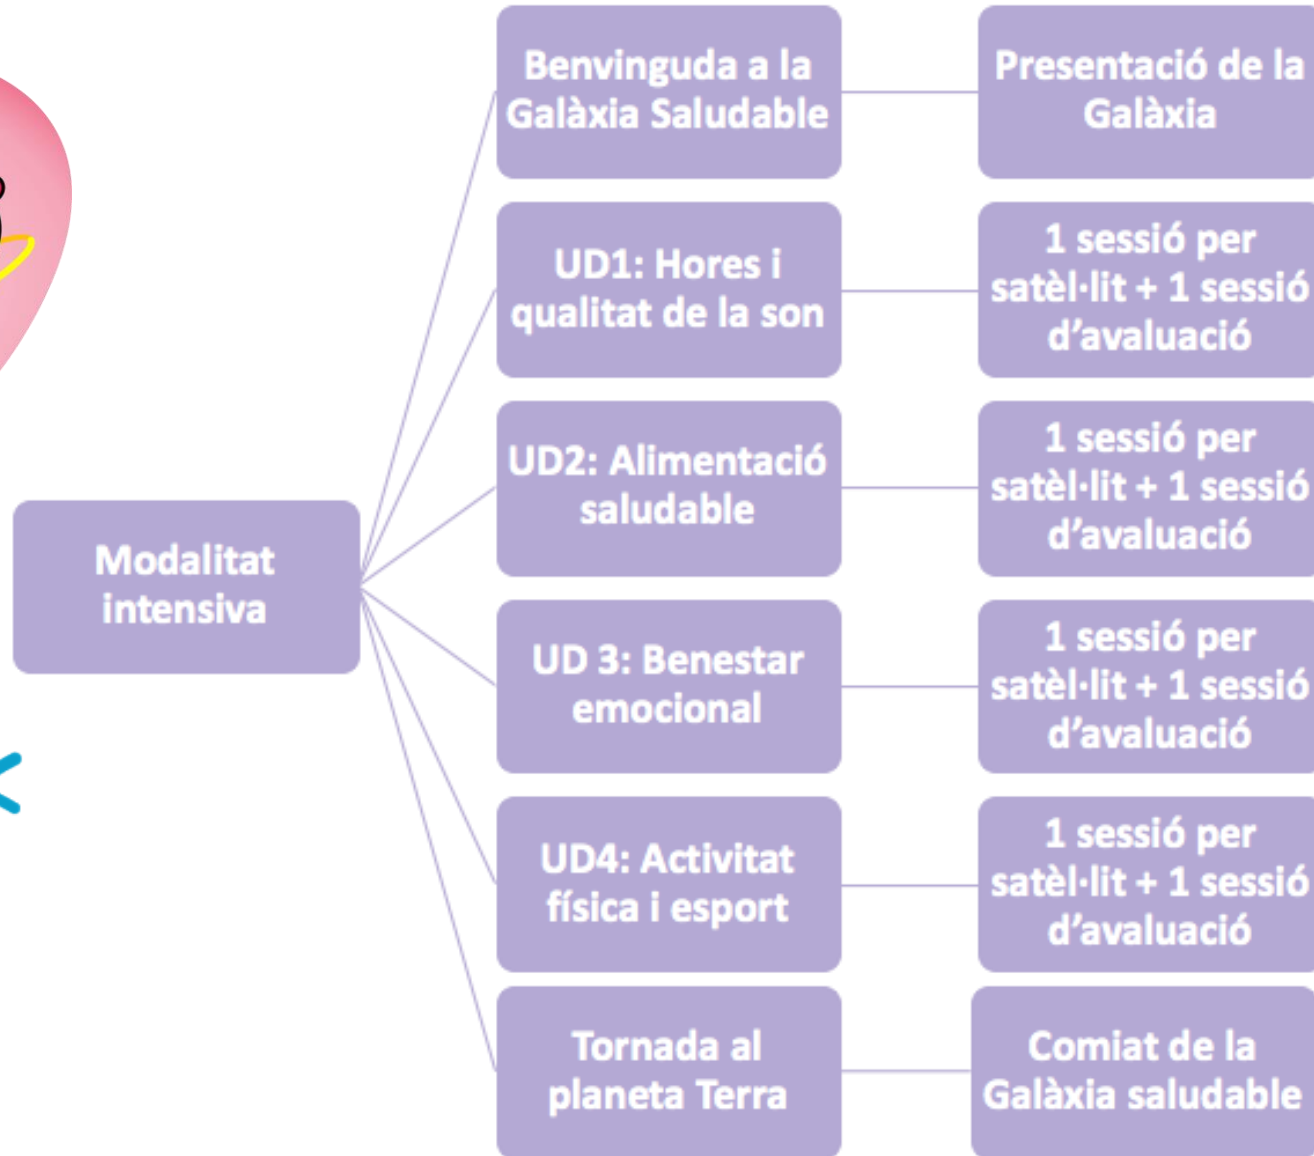 Benvinguda a la
Galàxia Saludable
Presentació de la
Galàxia
UD1: Hores i
qualitat de la son
1 sessió per
satèl·lit + 1 sessió
d’avaluació
UD2: Alimentació
saludable
1 sessió per
satèl·lit + 1 sessió
d’avaluació
Modalitat
intensiva
UD 3: Benestar
emocional
1 sessió per
satèl·lit + 1 sessió
d’avaluació
UD4: Activitat
física i esport
1 sessió per
satèl·lit + 1 sessió
d’avaluació
Tornada al
planeta Terra
Comiat de la
Galàxia saludable